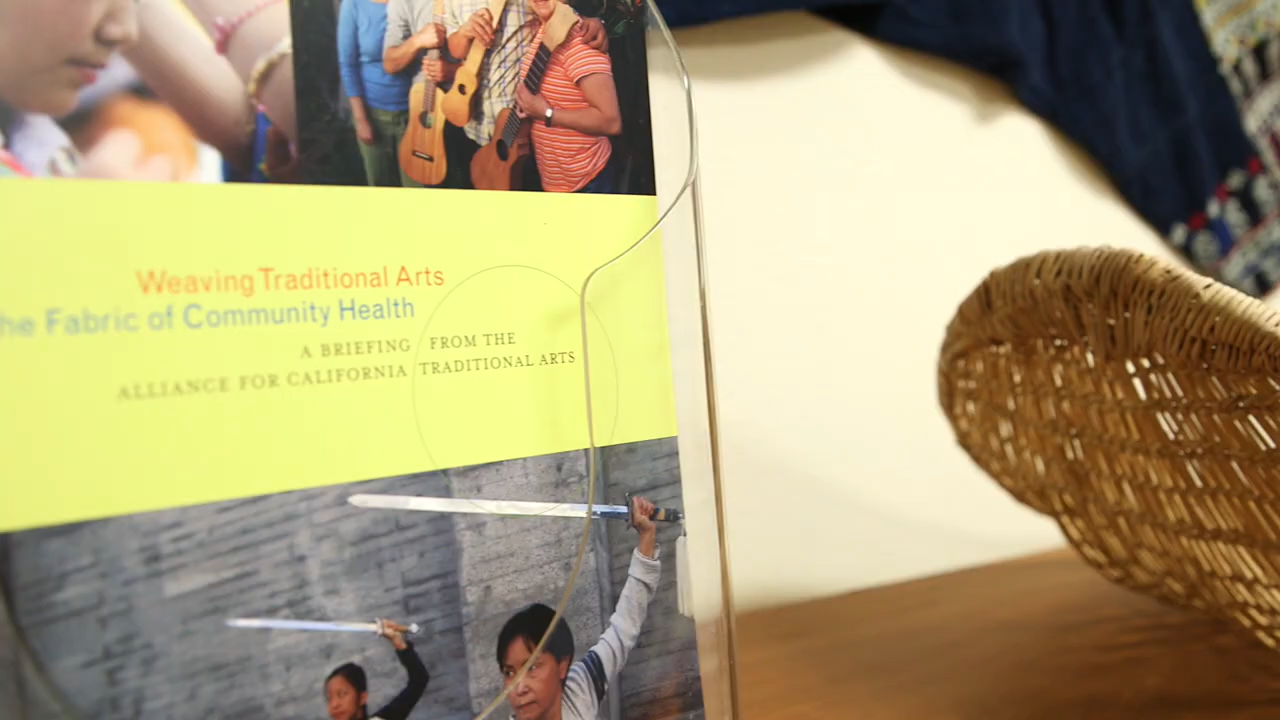 Weaving Traditional Arts
he Fabric of Community Health
A BRIEFING FROM THE
ALLIANCE FOR CALIFORNIA TRADITIONAL ARTS